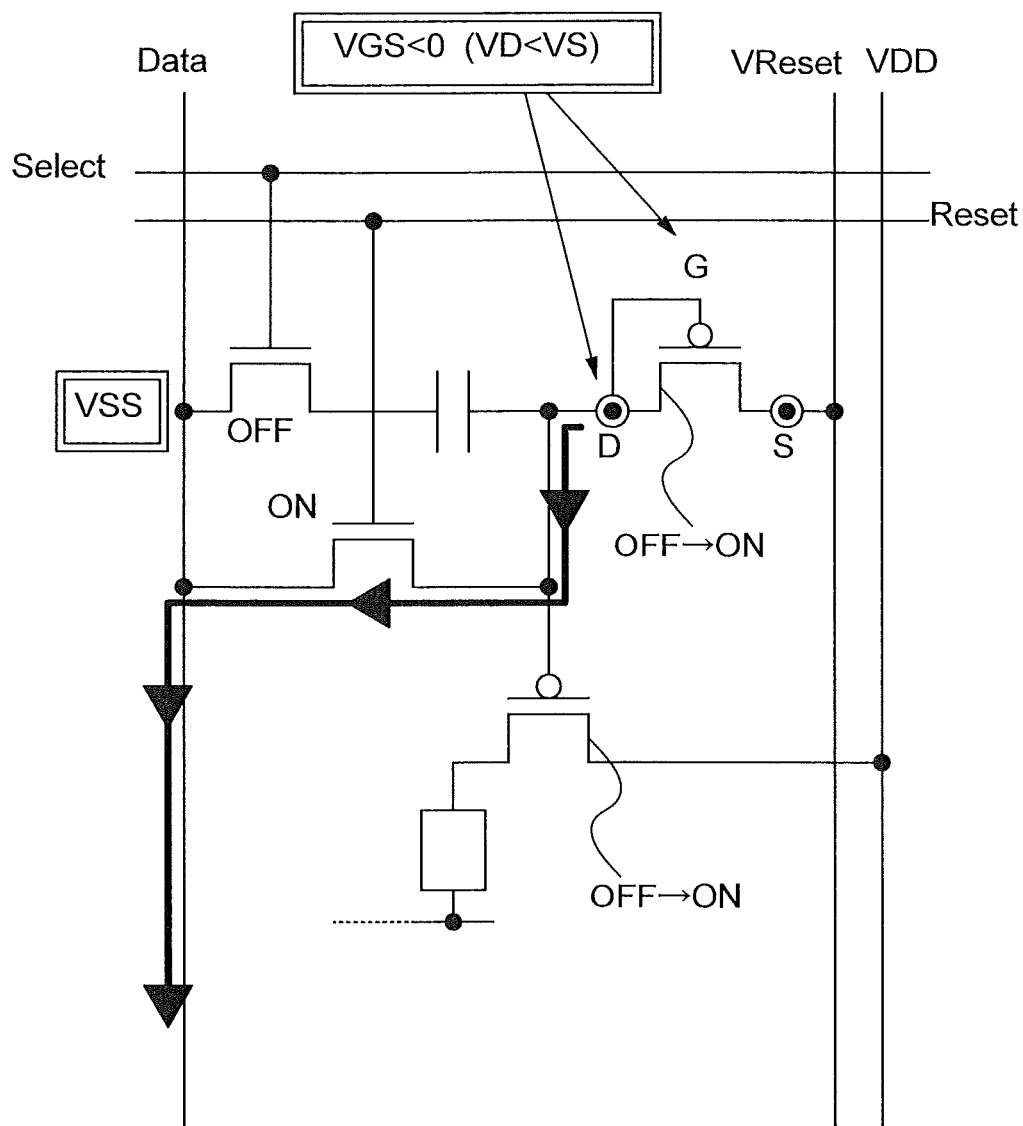 VGS<0 (VD<VS)
Data
VReset
VDD
Select
Reset
G
VSS
OFF
D
S
ON
OFF→ON
OFF→ON